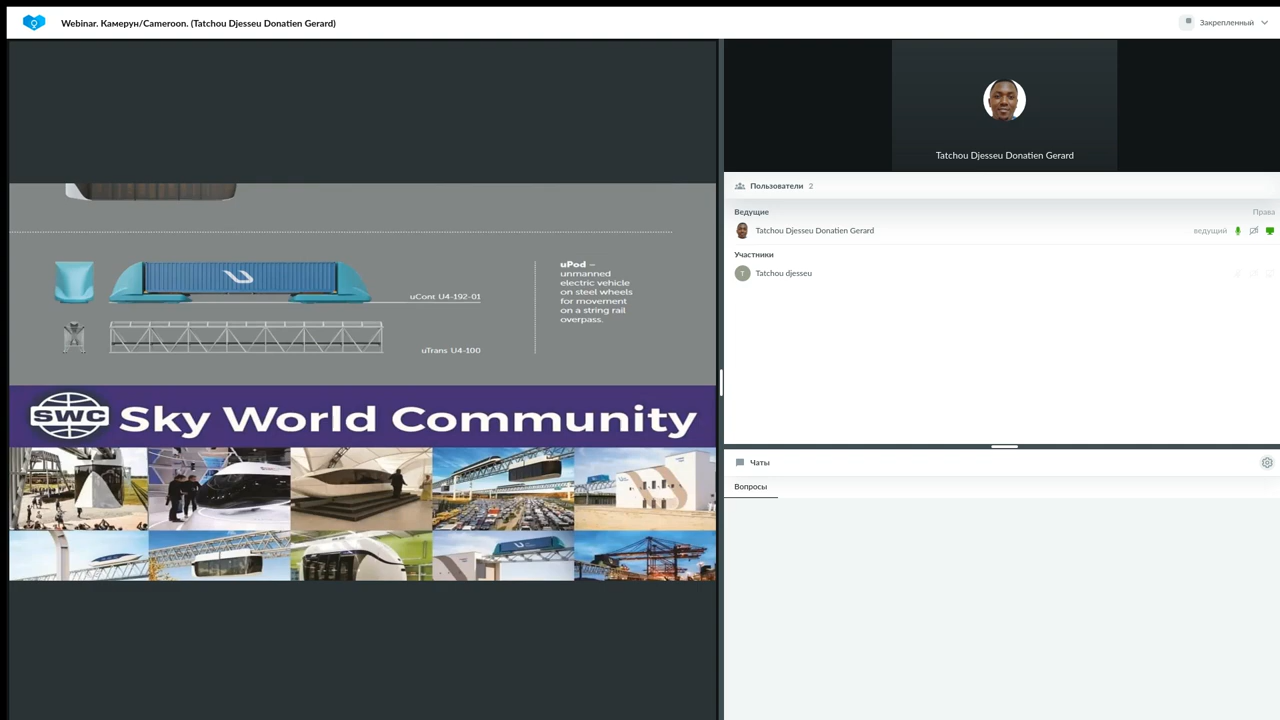 Webinar. Камерун/Cameroon. (Tatchou Djesseu Donatien Gerard)
Закрепленный
uCont U4-192-01
uTrans U4-100
uPod –
unmanned
electric vehicle
on steel wheels
for movement
on a string rail
overpass.
SWC Sky World Community
Tatchou Djesseu Donatien Gerard
Пользователи 2
Ведущие Права
Tatchou Djesseu Donatien Gerard ведущий
Участники
T Tatchou djesseu
Чаты
Вопросы